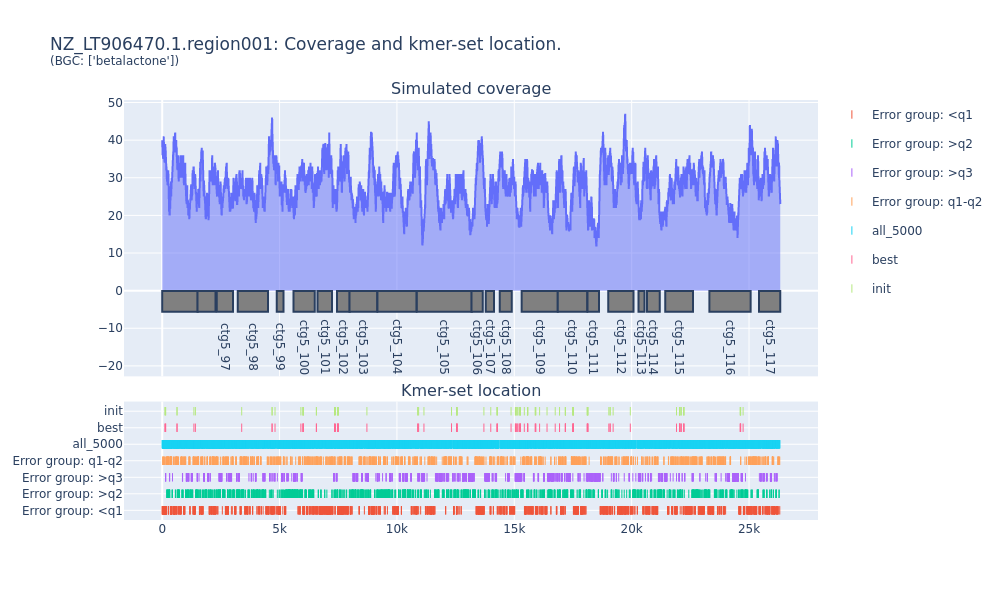 NZ_LT906470.1.region001: Coverage and kmer-set location.
(BGC: ['betalactone'])
Simulated coverage
50
40
30
20
10
0
−10
−20
ctg5_97
ctg5_98
ctg5_99
ctg5_100
ctg5_101
ctg5_102
ctg5_103
ctg5_104
ctg5_105
ctg5_106
ctg5_107
ctg5_108
ctg5_109
ctg5_110
ctg5_111
ctg5_112
ctg5_113
ctg5_114
ctg5_115
ctg5_116
ctg5_117
Error group: <q1
Error group: >q2
Error group: >q3
Error group: q1-q2
all_5000
best
init
Kmer-set location
init
best
all_5000
Error group: q1-q2
Error group: >q3
Error group: >q2
Error group: <q1
0
5k
10k
15k
20k
25k